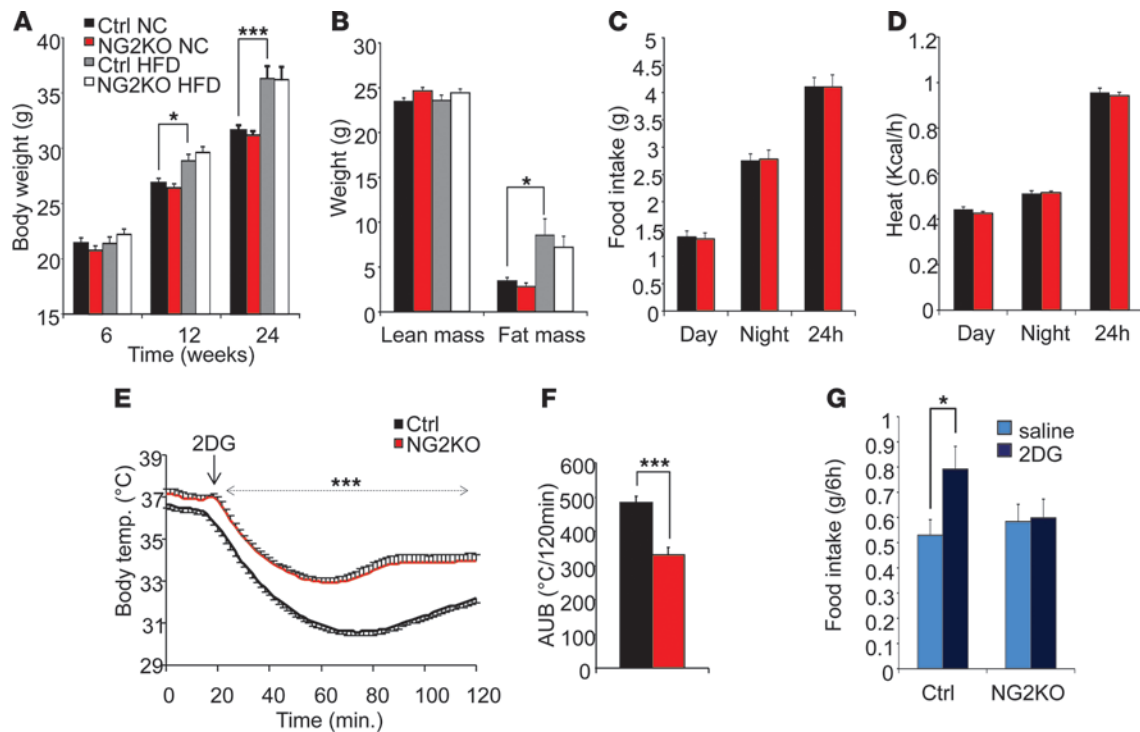 A
Ctrl NC
NG2KO NC
Ctrl HFD
NG2KO HFD
***
*
40
35
30
25
20
15
Body weight (g)
6 12 24
Time (weeks)
B
30
25
20
15
10
5
0
Weight (g)
*
Lean mass Fat mass
C
5
4.5
4
3.5
3
2.5
2
1.5
1
0.5
0
Food intake (g)
Day Night 24h
D
1.2
1
0.8
0.6
0.4
0.2
0
Heat (Kcal/h)
Day Night 24h
E
Ctrl
NG2KO
2DG
***
39
37
35
33
31
29
Body temp. (°C)
0 20 40 60 80 100 120
Time (min.)
F
***
600
500
400
300
200
100
0
AUB (°C/120min)
G
saline
2DG
*
1
0.9
0.8
0.7
0.6
0.5
0.4
0.3
0.2
0.1
0
Food intake (g/6h)
Ctrl NG2KO